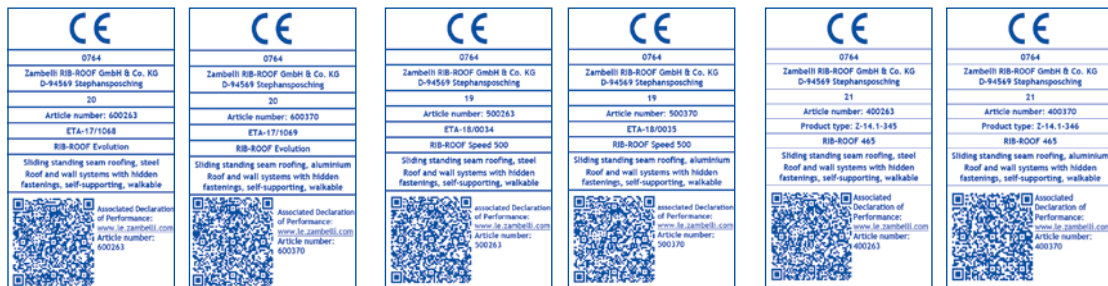 CE
0764
Zambelli RIB-ROOF GmbH & Co. KG
D-94569 Stephansposching
20
Article number: 600263
ETA-17/1068
RIB-ROOF Evolution
Sliding standing seam roofing, steel
Roof and wall systems with hidden
fastenings, self-supporting, walkable
Associated Declaration
of Performance:
www.le.zambelli.com
Article number:
600263
CE
0764
Zambelli RIB-ROOF GmbH & Co. KG
D-94569 Stephansposching
20
Article number: 600370
ETA-17/1069
RIB-ROOF Evolution
Sliding standing seam roofing, aluminium
Roof and wall systems with hidden
fastenings, self-supporting, walkable
Associated Declaration
of Performance:
www.le.zambelli.com
Article number:
600370
CE
0764
Zambelli RIB-ROOF GmbH & Co. KG
D-94569 Stephansposching
19
Article number: 500263
ETA-18/0034
RIB-ROOF Speed 500
Sliding standing seam roofing, steel
Roof and wall systems with hidden
fastenings, self-supporting, walkable
associated Declaration
of Performance:
www.le.zambelli.com
Article number:
500263
CE
0764
Zambelli RIB-ROOF GmbH & Co. KG
D-94569 Stephansposching
19
Article number: 500370
ETA-18/0035
RIB-ROOF Speed 500
Sliding standing seam roofing, aluminium
Roof and wall systems with hidden
fastenings, self-supporting, walkable
associated Declaration
of Performance:
www.le.zambelli.com
Article number:
500370
CE
0764
Zambelli RIB-ROOF GmbH & Co. KG
D-94569 Stephansposching
21
Article number: 400263
Product type: Z-14.1-345
RIB-ROOF 465
Sliding standing seam roofing, steel
Roof and wall systems with hidden
fastenings, self-supporting, walkable
Associated
Declaration of
Performance:
www.le.zambelli.com
Article number:
400263
CE
0764
Zambelli RIB-ROOF GmbH & Co. KG
D-94569 Stephansposching
21
Article number: 400370
Product type: Z-14.1-346
RIB-ROOF 465
Sliding standing seam roofing, aluminium
Roof and wall systems with hidden
fastenings, self-supporting, walkable
Associated
Declaration of
Performance:
www.le.zambelli.com
Article number:
400370